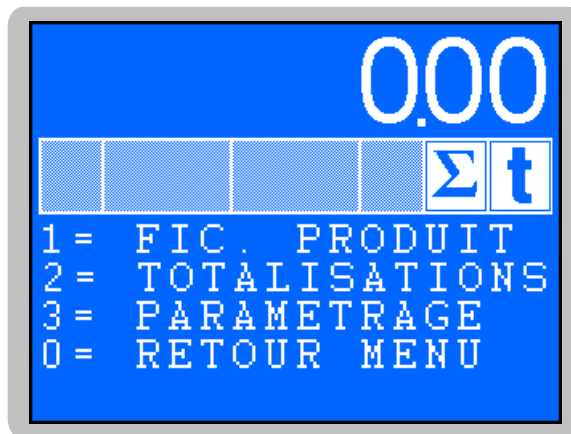 0.00
Σ t
1= FIC. PRODUIT
2= TOTALISATIONS
3= PARAMETRAGE
0= RETOUR MENU